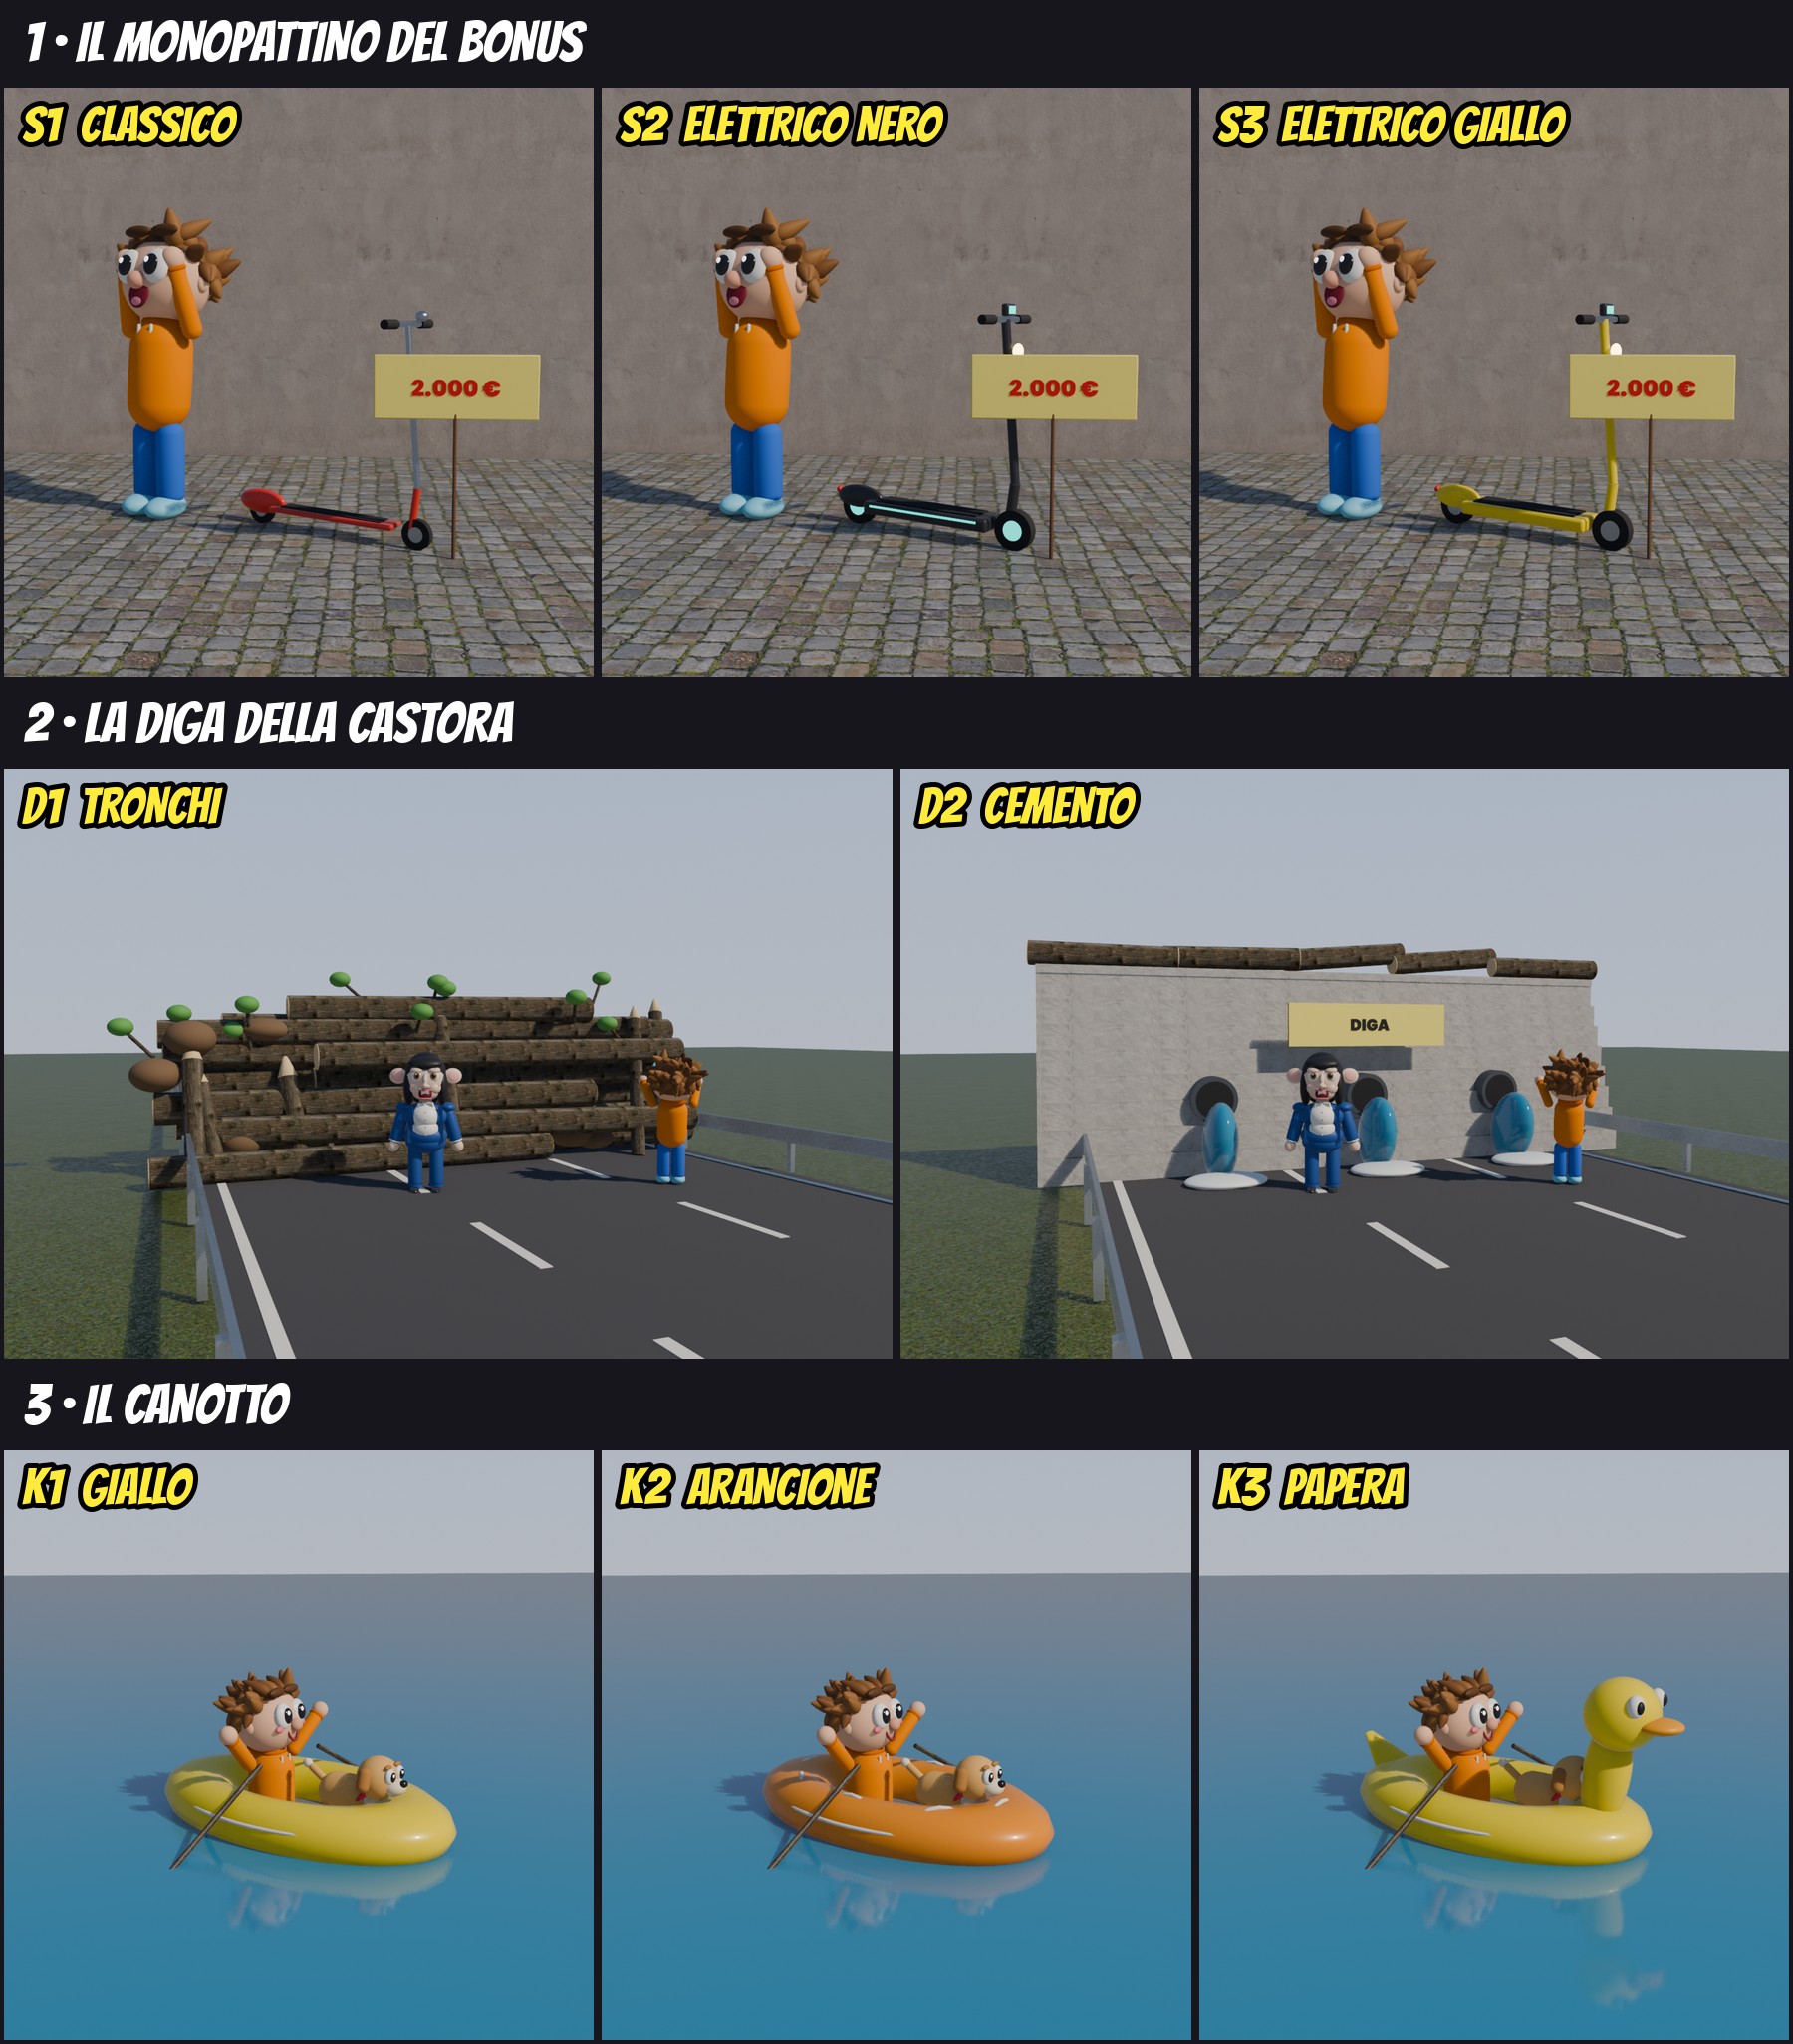 1 • IL MONOPATTINO DEL BONUS
S1 CLASSICO
S2 ELETTRICO NERO
S3 ELETTRICO GIALLO
2.000 €
2.000 €
2.000 €
2 • LA DIGA DELLA CASTORA
D1 TRONCHI
D2 CEMENTO
DIGA
3 • IL CANOTTO
K1 GIALLO
K2 ARANCIONE
K3 PAPERA